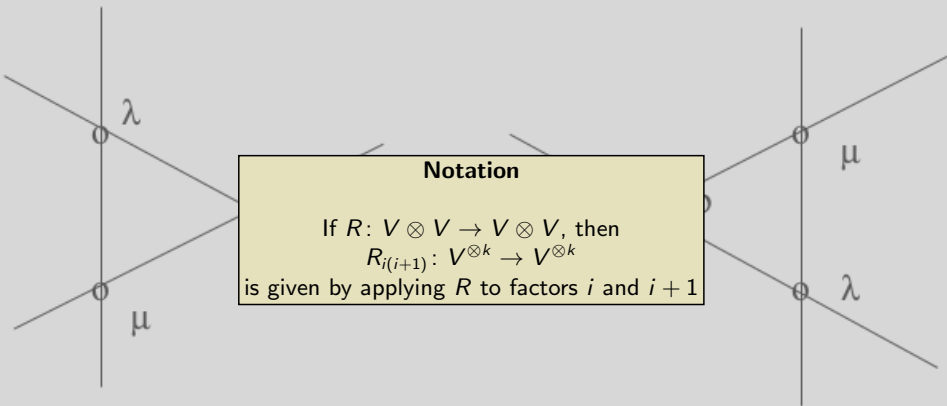 λ
μ
Notation
If R: V ⊗ V → V ⊗ V, then
R_{i(i+1)}: V^{⊗k} → V^{⊗k}
is given by applying R to factors i and i + 1
μ
λ